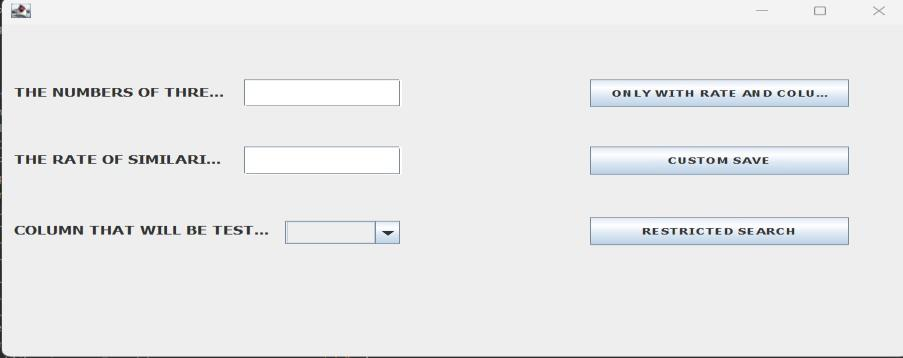 THE NUMBERS OF THRE...
ONLY WITH RATE AND COLU...
THE RATE OF SIMILARI...
CUSTOM SAVE
COLUMN THAT WILL BE TEST...
RESTRICTED SEARCH